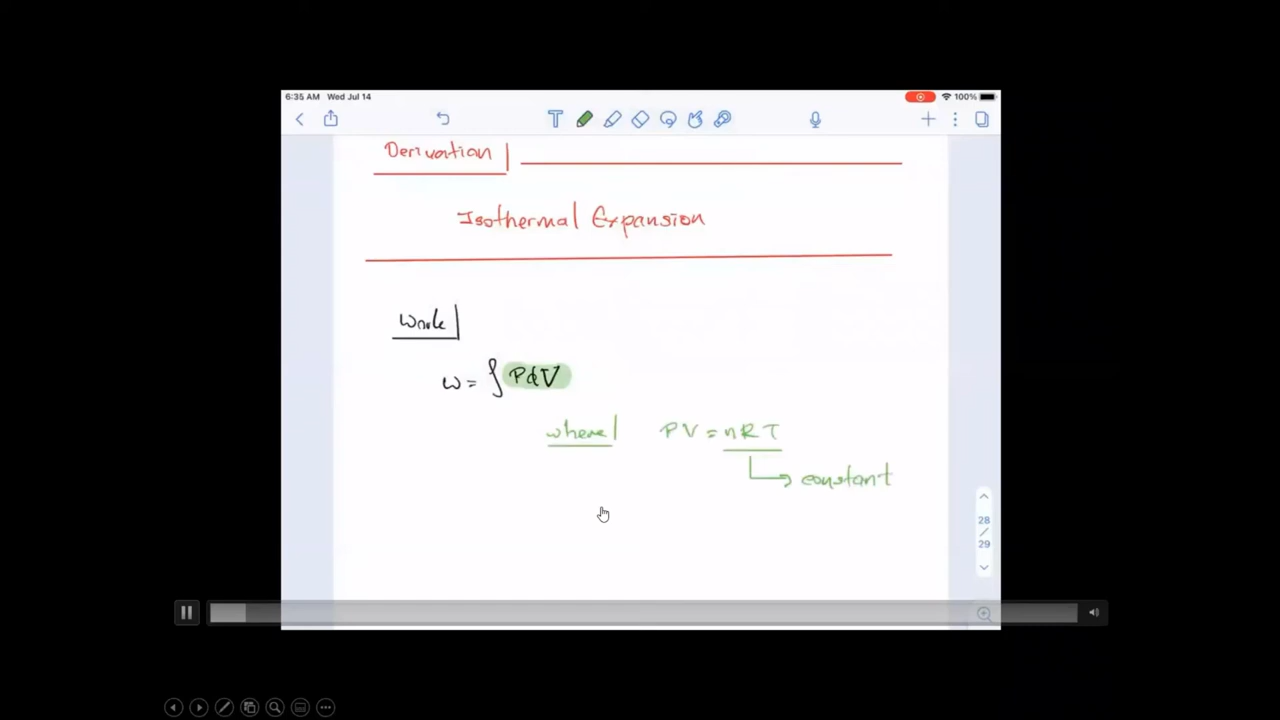 6:35 AM Wed Jul 14
100%
Derivation
Isothermal Expansion
Work
W = ∫ PdV
where PV = nRT
constant
28
/
29